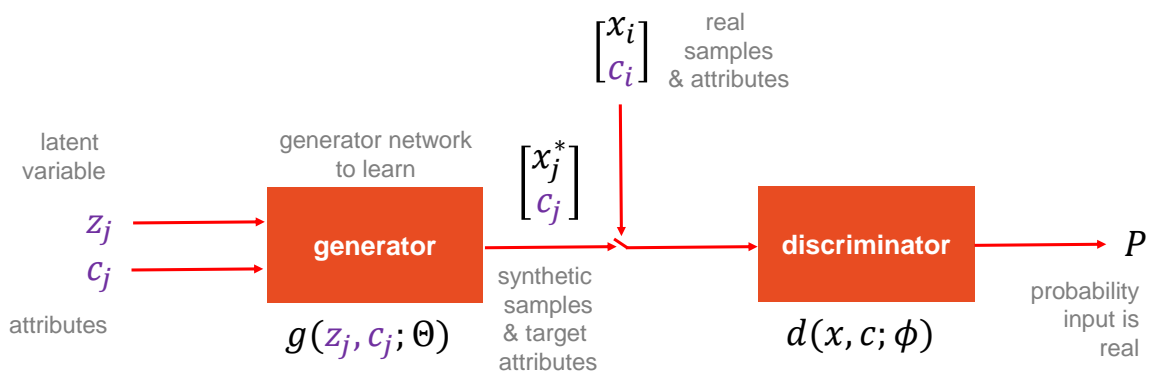 [x_i
c_i]
real
samples
& attributes
latent
variable
generator network
to learn
[x_j^*
c_j]
z_j
c_j
generator
discriminator
P
attributes
synthetic
samples
& target
attributes
probability
input is
real
g(z_j, c_j; Θ)
d(x, c; ϕ)